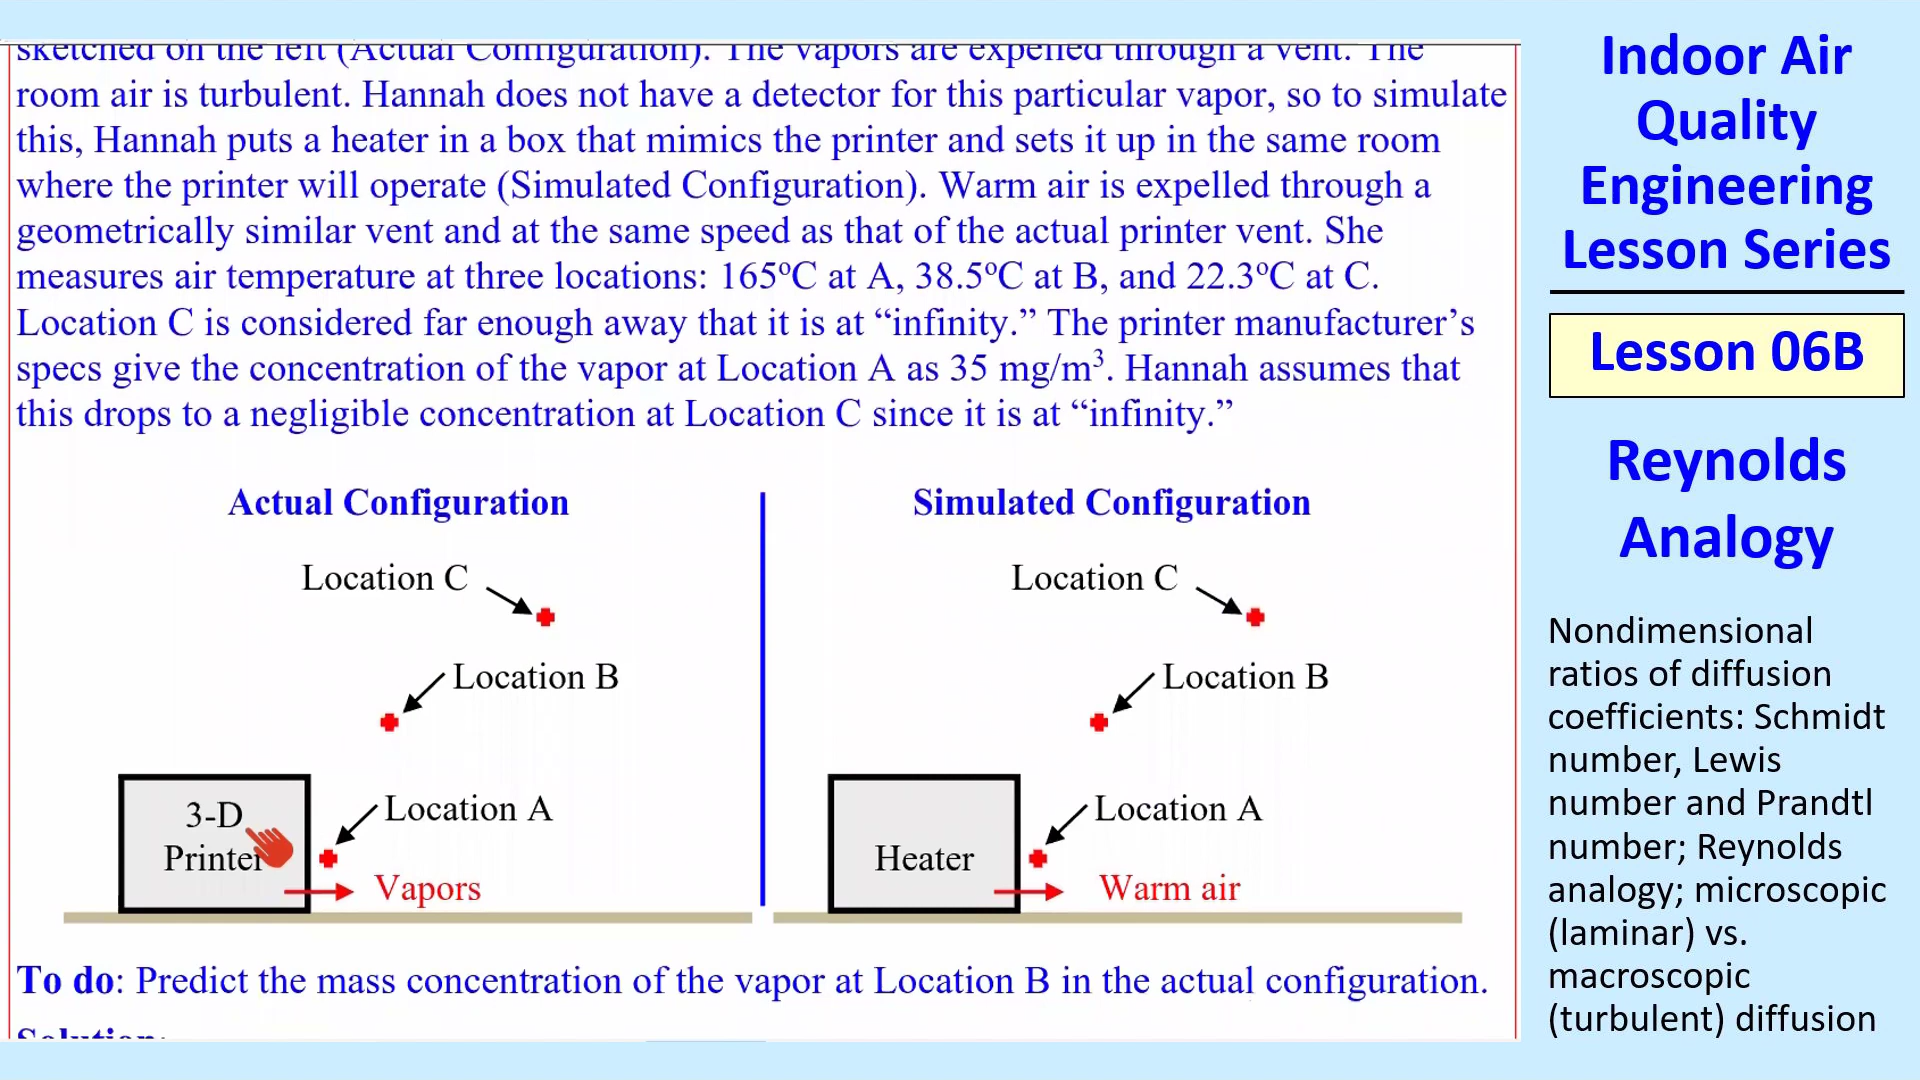 sketched on the left (Actual Configuration). The vapors are expelled through a vent. The
room air is turbulent. Hannah does not have a detector for this particular vapor, so to simulate
this, Hannah puts a heater in a box that mimics the printer and sets it up in the same room
where the printer will operate (Simulated Configuration). Warm air is expelled through a
geometrically similar vent and at the same speed as that of the actual printer vent. She
measures air temperature at three locations: 165ºC at A, 38.5ºC at B, and 22.3ºC at C.
Location C is considered far enough away that it is at “infinity.” The printer manufacturer’s
specs give the concentration of the vapor at Location A as 35 mg/m³. Hannah assumes that
this drops to a negligible concentration at Location C since it is at “infinity.”
Actual Configuration
Location C
Location B
Location A
3-D
Printer
Vapors
Simulated Configuration
Location C
Location B
Location A
Heater
Warm air
To do: Predict the mass concentration of the vapor at Location B in the actual configuration.
Solution:
Indoor Air
Quality
Engineering
Lesson Series
Lesson 06B
Reynolds
Analogy
Nondimensional
ratios of diffusion
coefficients: Schmidt
number, Lewis
number and Prandtl
number; Reynolds
analogy; microscopic
(laminar) vs.
macroscopic
(turbulent) diffusion